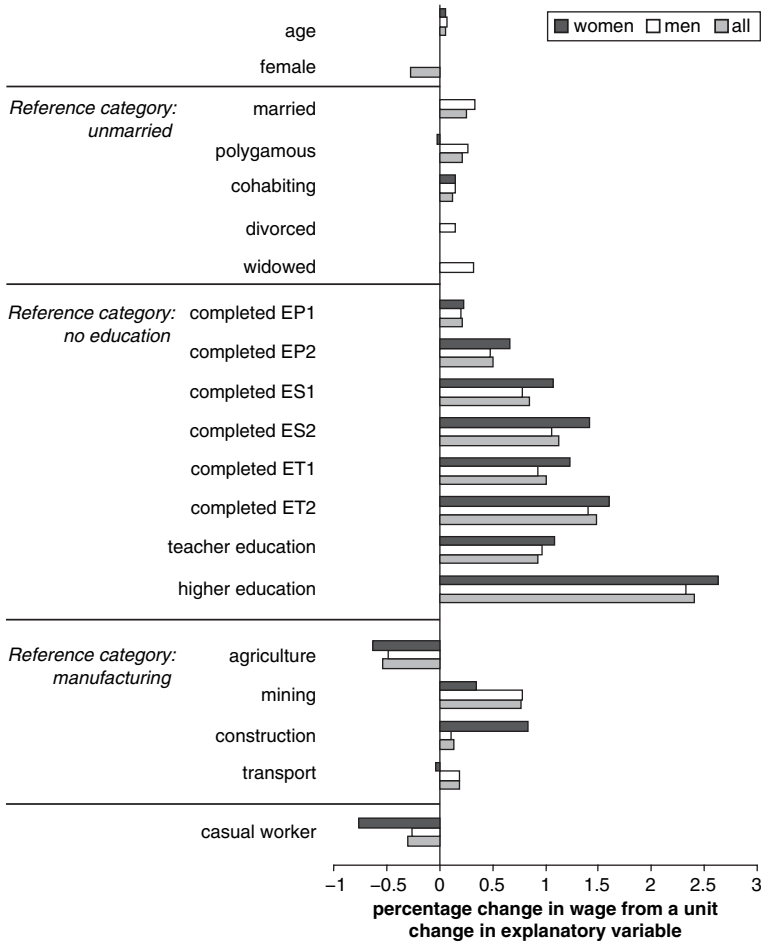 women men all
age
female
Reference category:
unmarried
married
polygamous
cohabiting
divorced
widowed
Reference category:
no education
completed EP1
completed EP2
completed ES1
completed ES2
completed ET1
completed ET2
teacher education
higher education
Reference category:
manufacturing
agriculture
mining
construction
transport
casual worker
−1 −0.5 0 0.5 1 1.5 2 2.5 3
percentage change in wage from a unit
change in explanatory variable